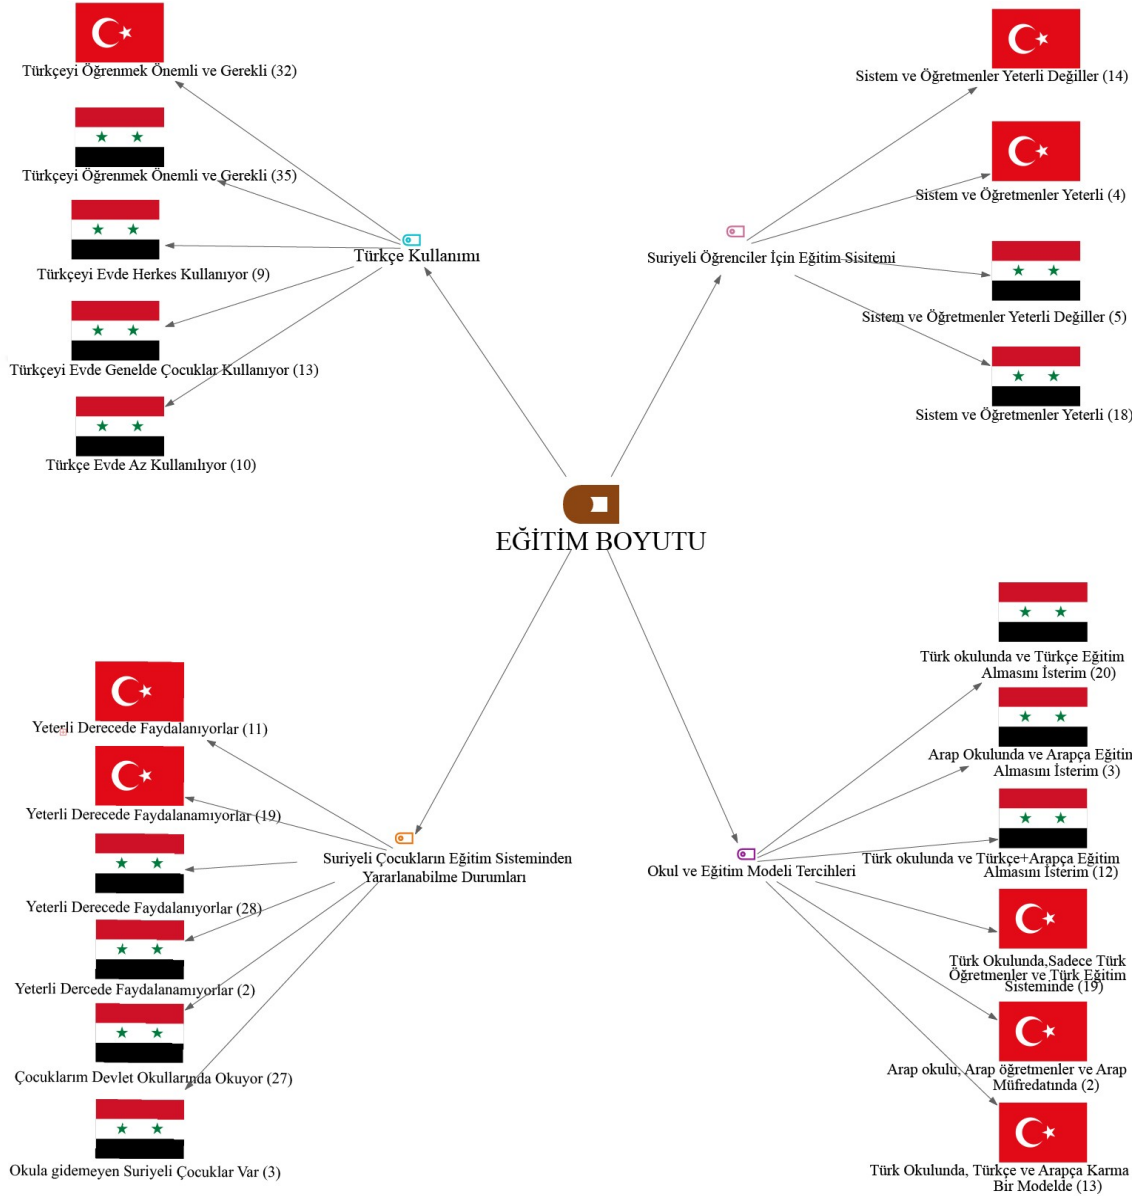 Türkçeyi Öğrenmek Önemli ve Gerekli (32)
Türkçeyi Öğrenmek Önemli ve Gerekli (35)
Türkçeyi Evde Herkes Kullanıyor (9)
Türkçeyi Evde Genelde Çocuklar Kullanıyor (13)
Türkçe Evde Az Kullanılıyor (10)
Türkçe Kullanımı
Sistem ve Öğretmenler Yeterli Değiller (14)
Sistem ve Öğretmenler Yeterli (4)
Suriyeli Öğrenciler İçin Eğitim Sisitemi
Sistem ve Öğretmenler Yeterli Değiller (5)
Sistem ve Öğretmenler Yeterli (18)
EĞİTİM BOYUTU
Yeterli Derecede Faydalanıyorlar (11)
Yeterli Derecede Faydalanamıyorlar (19)
Yeterli Derecede Faydalanıyorlar (28)
Yeterli Dercede Faydalanamıyorlar (2)
Çocuklarım Devlet Okullarında Okuyor (27)
Okula gidemeyen Suriyeli Çocuklar Var (3)
Suriyeli Çocukların Eğitim Sisteminden
Yararlanabilme Durumları
Türk okulunda ve Türkçe Eğitim
Almasını İsterim (20)
Arap Okulunda ve Arapça Eğitim
Almasını İsterim (3)
Türk okulunda ve Türkçe+Arapça Eğitim
Almasını İsterim (12)
Okul ve Eğitim Modeli Tercihleri
Türk Okulunda,Sadece Türk
Öğretmenler ve Türk Eğitim
Sisteminde (19)
Arap okulu, Arap öğretmenler ve Arap
Müfredatında (2)
Türk Okulunda, Türkçe ve Arapça Karma
Bir Modelde (13)